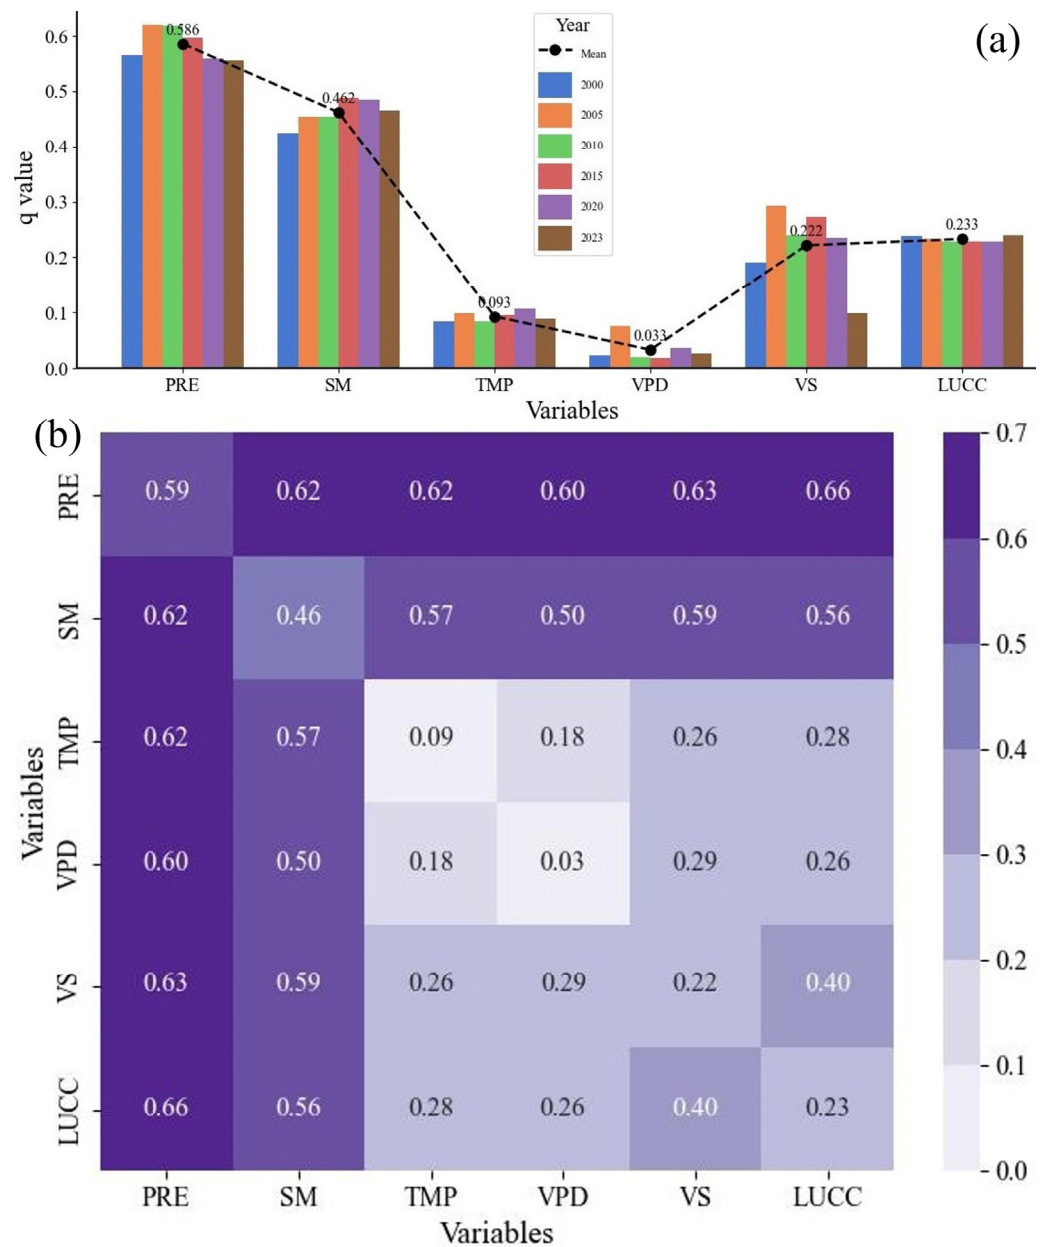 (a)
q value
0.6
0.5
0.4
0.3
0.2
0.1
0.0
0.586
0.462
0.093
0.033
0.222
0.233
Year
Mean
2000
2005
2010
2015
2020
2023
PRE SM TMP VPD VS LUCC
Variables
(b)
Variables
PRE 0.59 0.62 0.62 0.60 0.63 0.66
SM 0.62 0.46 0.57 0.50 0.59 0.56
TMP 0.62 0.57 0.09 0.18 0.26 0.28
VPD 0.60 0.50 0.18 0.03 0.29 0.26
VS 0.63 0.59 0.26 0.29 0.22 0.40
LUCC 0.66 0.56 0.28 0.26 0.40 0.23
PRE SM TMP VPD VS LUCC
Variables
0.7
0.6
0.5
0.4
0.3
0.2
0.1
0.0